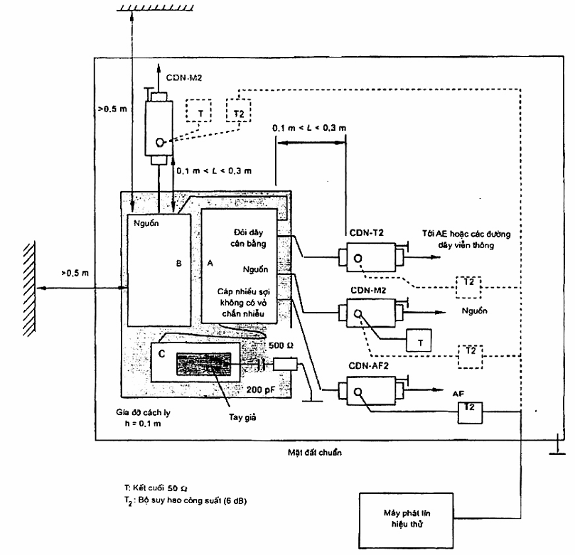 CDN-M2
T
T2
>0,5 m
0,1 m < L < 0,3 m
0,1 m < L < 0,3 m
Nguồn
B
A
Đôi dây
cân bằng
Nguồn
Cáp nhiều sợi
không có vỏ
chắn nhiễu
CDN-T2
Tới AE hoặc các đường
dây viễn thông
T2
>0,5 m
CDN-M2
Nguồn
T
T2
C
500 Ω
200 pF
CDN-AF2
AF
T2
Giá đỡ cách ly
h = 0,1 m
Tay giả
Mặt đất chuẩn
T: Kết cuối 50 Ω
T2: Bộ suy hao công suất (6 dB)
Máy phát tín
hiệu thử